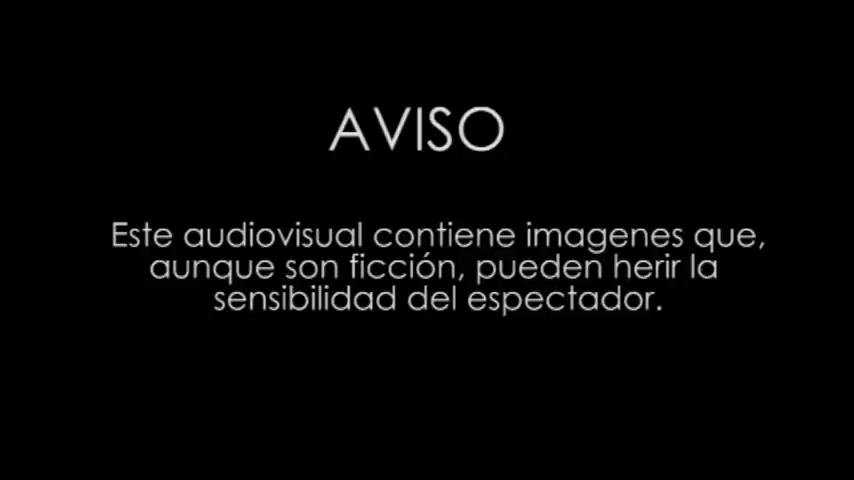 AVISO
Este audiovisual contiene imagenes que,
aunque son ficción, pueden herir la
sensibilidad del espectador.